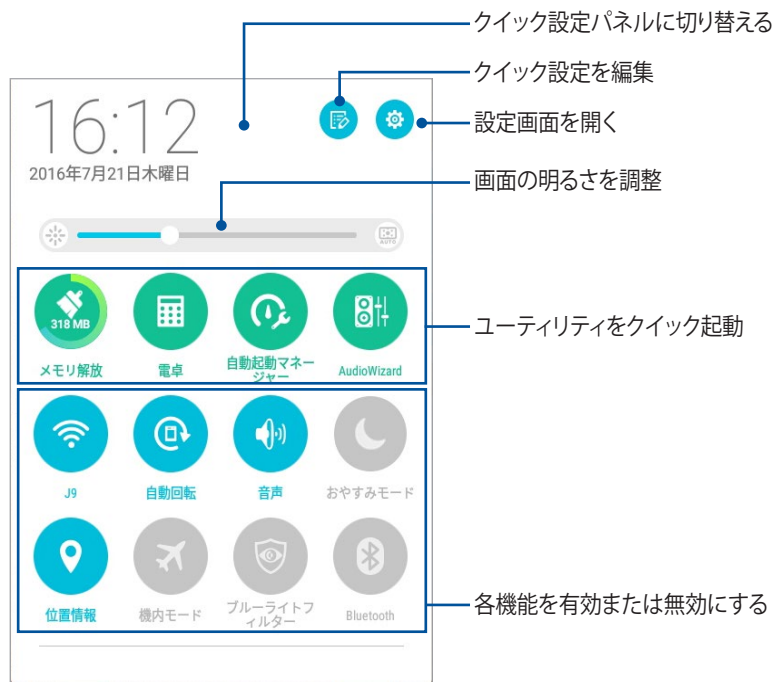 クイック設定パネルに切り替える
クイック設定を編集
設定画面を開く
画面の明るさを調整
16:12
2016年7月21日木曜日
AUTO
ユーティリティをクイック起動
318 MB
メモリ解放
電卓
自動起動マネー
ジャー
AudioWizard
J9
自動回転
音声
おやすみモード
位置情報
機内モード
ブルーライトフ
ィルター
Bluetooth
各機能を有効または無効にする